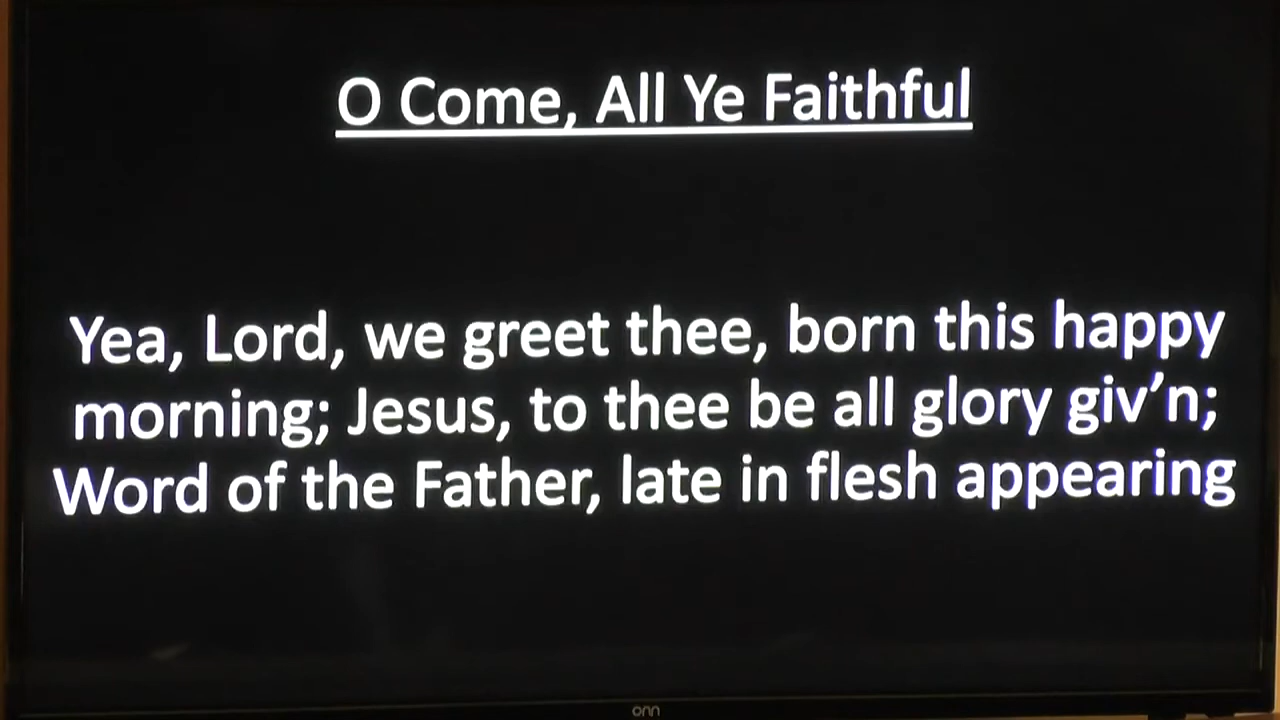 O Come, All Ye Faithful
Yea, Lord, we greet thee, born this happy
morning; Jesus, to thee be all glory giv’n;
Word of the Father, late in flesh appearing
onn